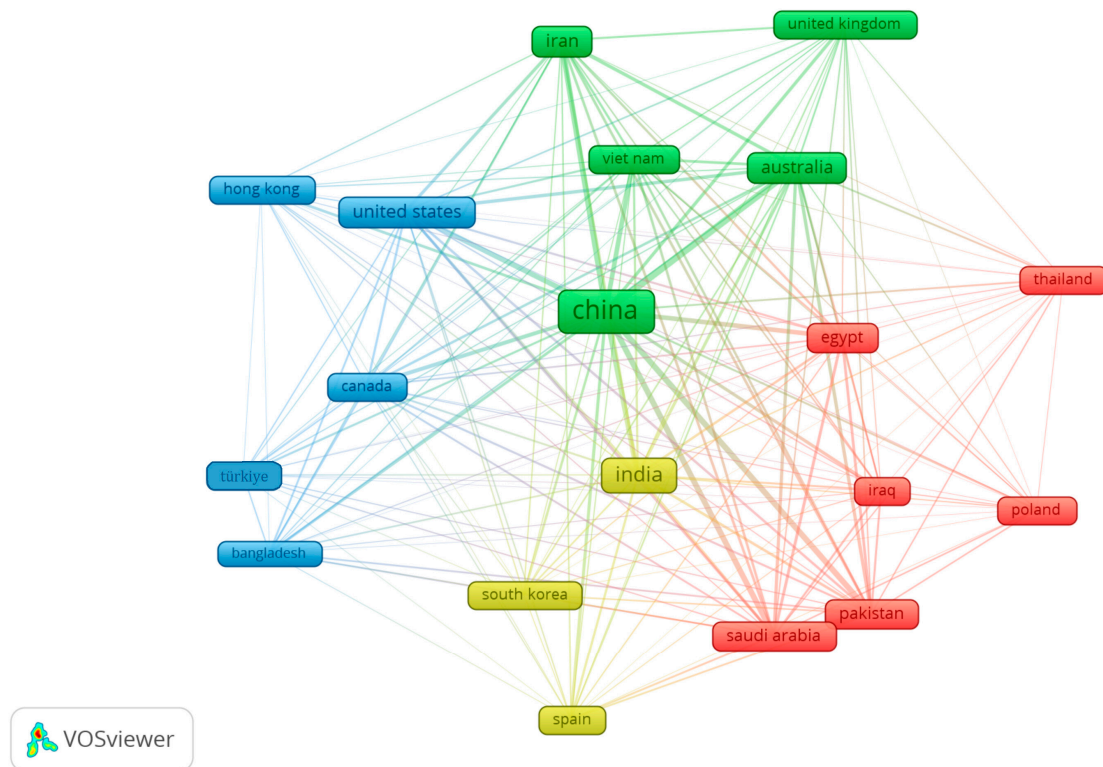 united kingdom
iran
viet nam
australia
hong kong
united states
thailand
china
egypt
canada
india
türkiye
iraq
poland
bangladesh
south korea
pakistan
saudi arabia
spain
VOSviewer